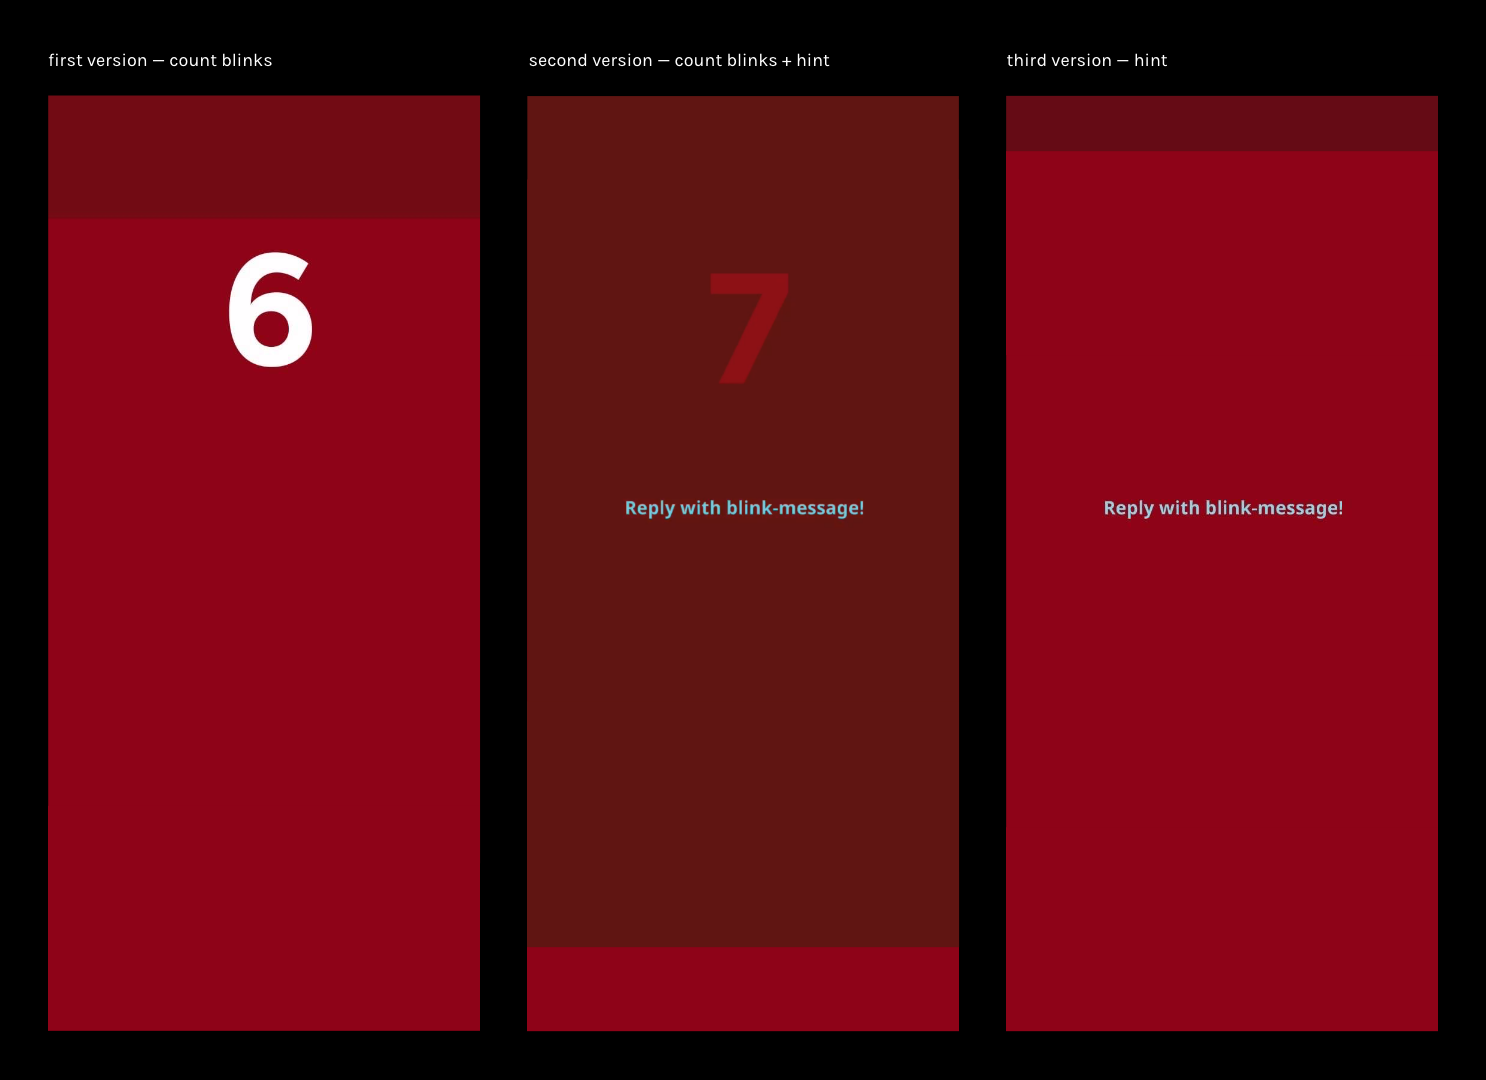 first version — count blinks
6
second version — count blinks + hint
7
Reply with blink-message!
third version — hint
Reply with blink-message!